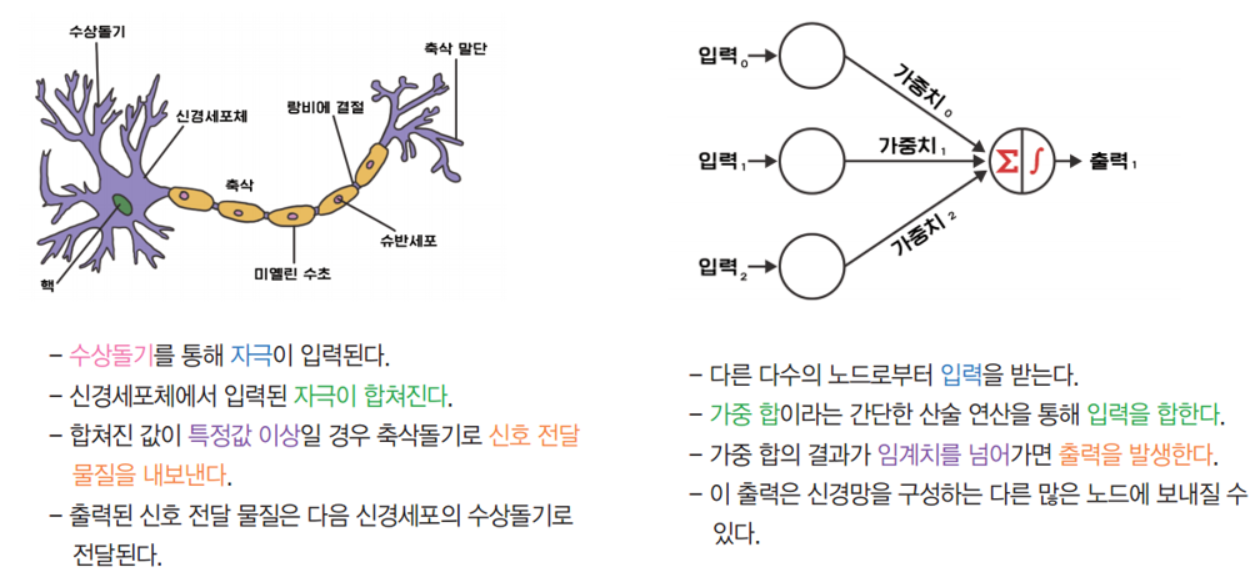 수상돌기
축삭 말단
신경세포체
랑비에 결절
축삭
슈반세포
미엘린 수초
핵
– 수상돌기를 통해 자극이 입력된다.
– 신경세포체에서 입력된 자극이 합쳐진다.
– 합쳐진 값이 특정값 이상일 경우 축삭돌기로 신호 전달
물질을 내보낸다.
– 출력된 신호 전달 물질은 다음 신경세포의 수상돌기로
전달된다.
입력₀
가중치₀
입력₁
가중치₁
Σ ∫
출력₁
입력₂
가중치₂
– 다른 다수의 노드로부터 입력을 받는다.
– 가중 합이라는 간단한 산술 연산을 통해 입력을 합한다.
– 가중 합의 결과가 임계치를 넘어가면 출력을 발생한다.
– 이 출력은 신경망을 구성하는 다른 많은 노드에 보내질 수
있다.